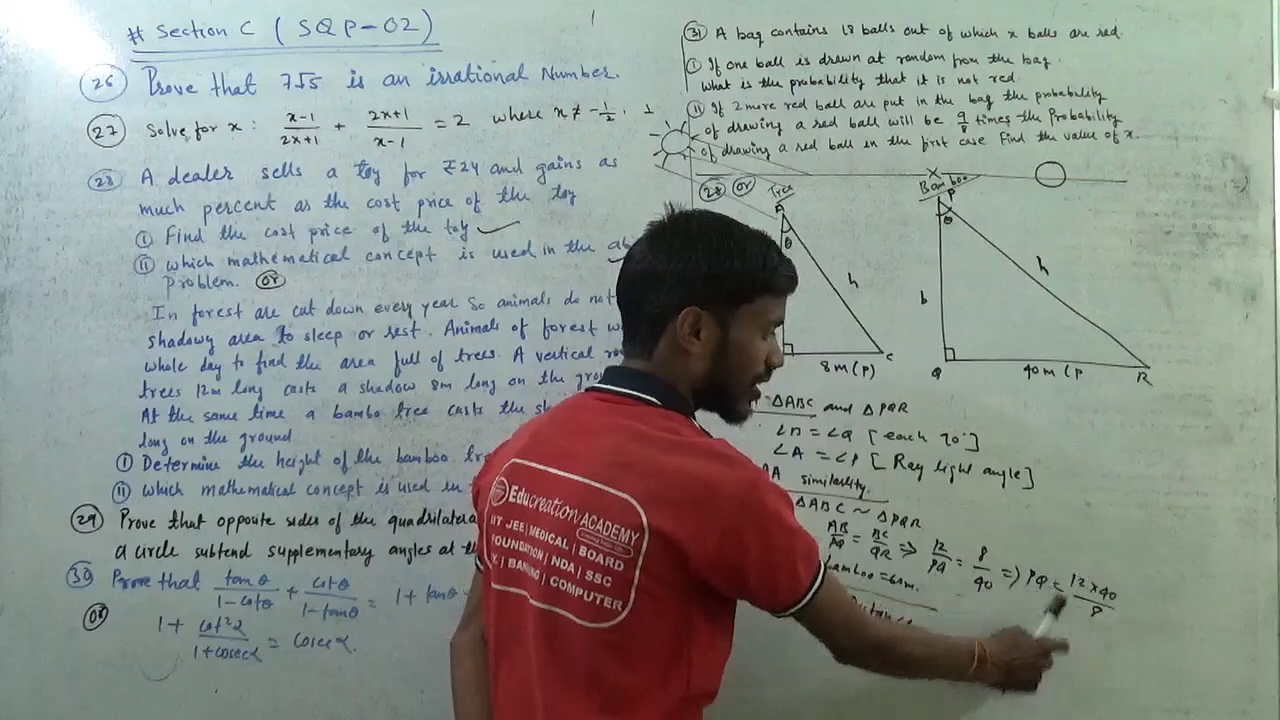 # Section C ( SQP-02 )
26 Prove that 7√5 is an irrational Number.
27 Solve for x : (x-1)/(2x+1) + (2x+1)/(x-1) = 2 where x ≠ -1/2, 1
28 A dealer sells a toy for ₹24 and gains as
much percent as the cost price of the toy
i Find the cost price of the toy
ii which mathematical concept is used in the
problem. or
In forest are cut down every year so animals do not
shadowy area to sleep or rest. Animals of forest
whole day to find the area full of trees. A vertical
trees 12m long casts a shadow 8m long on the
At the same time a bambo tree casts the
long on the ground
i Determine the height of the bamboo
ii which mathematical concept is used in
29 Prove that opposite sides of the quadrilateral
a circle subtend supplementary angles at
30 Prove that tanθ/(1-cotθ) + cotθ/(1-tanθ) = 1 + tanθ
or 1 + cot²α/(1+cosecα) = cosecα.
31 A bag contains 18 balls out of which x balls are red.
i If one ball is drawn at random from the bag.
What is the probability that it is not red.
ii If 2 more red ball are put in the bag the probability
of drawing a red ball will be 9/8 times the Probability
of drawing a red ball in the first case Find the value of x.
28 or
Tree
A
θ
h
8m(P)
C
Bamboo
P
θ
b
h
Q
40m (P
R
ΔABC and ΔPQR
= ∠Q [each 90°]
∠A = ∠P [Ray light angle]
AA similarity.
ΔABC ~ ΔPQR
AB/PQ = BC/QR ⇒ 12/PQ = 8/40 ⇒ PQ = 12×40/8
bamboo = 60m.
EducreationACADEMY
IIT JEE | MEDICAL | BOARD
FOUNDATION | NDA | SSC
BANKING | COMPUTER